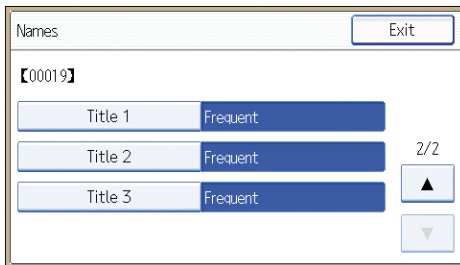 Names Exit
【00019】
Title 1 Frequent
Title 2 Frequent
Title 3 Frequent
2/2
▲
▼